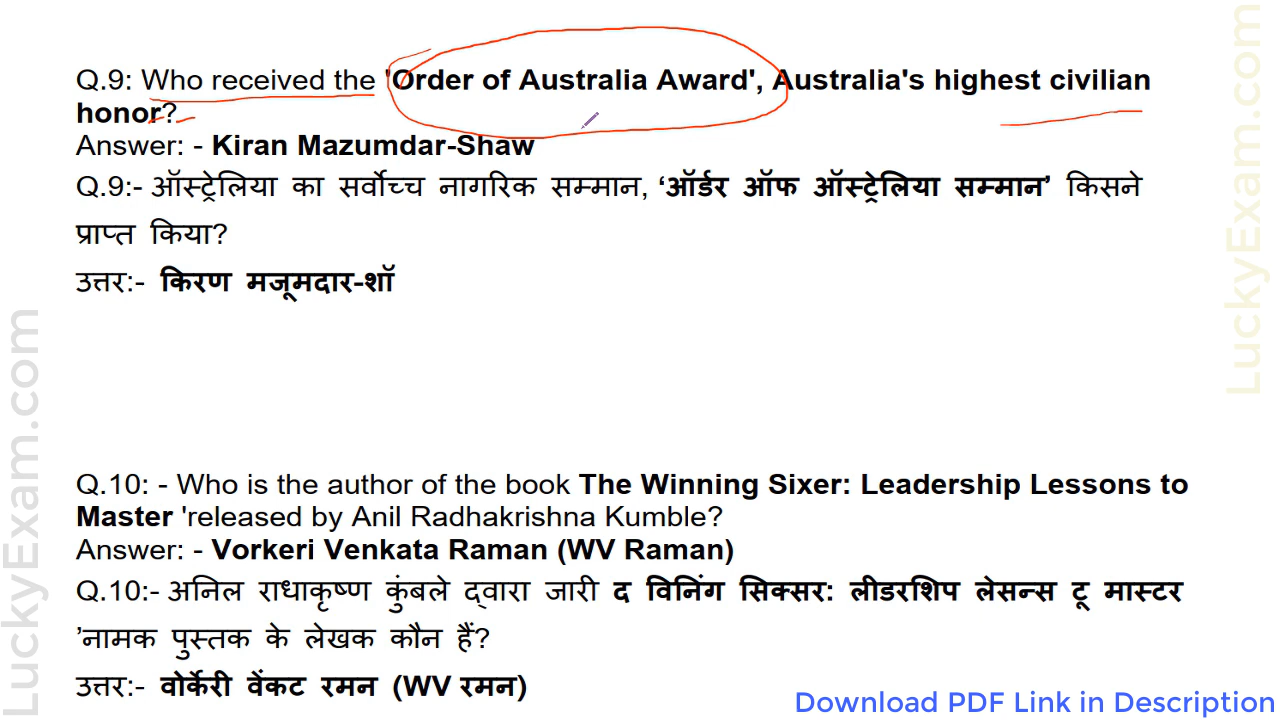 Q.9: Who received the 'Order of Australia Award', Australia's highest civilian
honor?
Answer: - Kiran Mazumdar-Shaw
Q.9:- ऑस्ट्रेलिया का सर्वोच्च नागरिक सम्मान, ‘ऑर्डर ऑफ ऑस्ट्रेलिया सम्मान’ किसने
प्राप्त किया?
उत्तर:- किरण मजूमदार-शॉ
Q.10: - Who is the author of the book The Winning Sixer: Leadership Lessons to
Master 'released by Anil Radhakrishna Kumble?
Answer: - Vorkeri Venkata Raman (WV Raman)
Q.10:- अनिल राधाकृष्ण कुंबले द्वारा जारी द विनिंग सिक्सर: लीडरशिप लेसन्स टू मास्टर
’नामक पुस्तक के लेखक कौन हैं?
उत्तर:- वोर्केरी वेंकट रमन (WV रमन)
Download PDF Link in Description
LuckyExam.com
LuckyExam.com